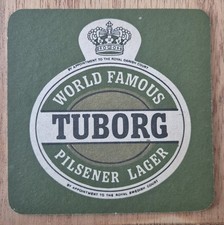 BY APPOINTMENT TO THE ROYAL DANISH COURT
WORLD FAMOUS
TUBORG
PILSENER LAGER
BY APPOINTMENT TO THE ROYAL SWEDISH COURT